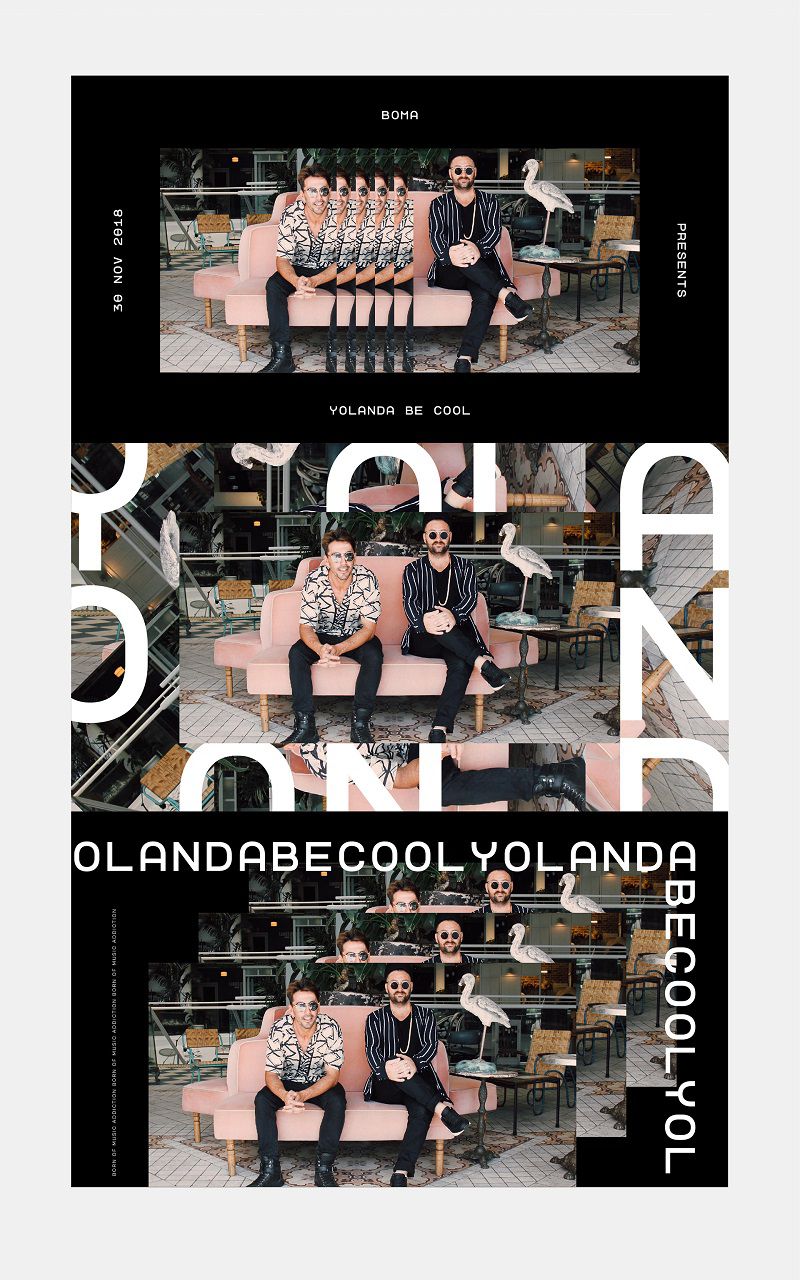 BOMA
30 NOV 2018
PRESENTS
YOLANDA BE COOL
Y O L A
O N
A N D
OLANDABECOOLYOLANDA
BECOOLYOL
BORN OF MUSIC ADDICTION BORN OF MUSIC ADDICTION BORN OF MUSIC ADDICTION